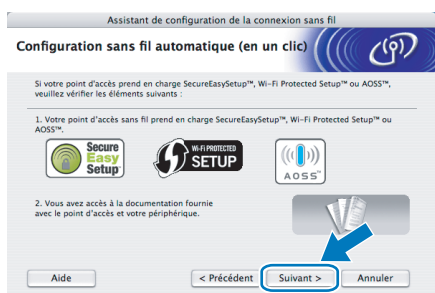 Assistant de configuration de la connexion sans fil
Configuration sans fil automatique (en un clic)
Si votre point d'accès prend en charge SecureEasySetup™, Wi-Fi Protected Setup™ ou AOSS™,
veuillez vérifier les éléments suivants :
1. Votre point d'accès sans fil prend en charge SecureEasySetup™, Wi-Fi Protected Setup™ ou
AOSS™.
Secure
Easy
Setup™
WI-FI PROTECTED
SETUP
AOSS™
2. Vous avez accès à la documentation fournie
avec le point d'accès et votre périphérique.
Aide
< Précédent
Suivant >
Annuler